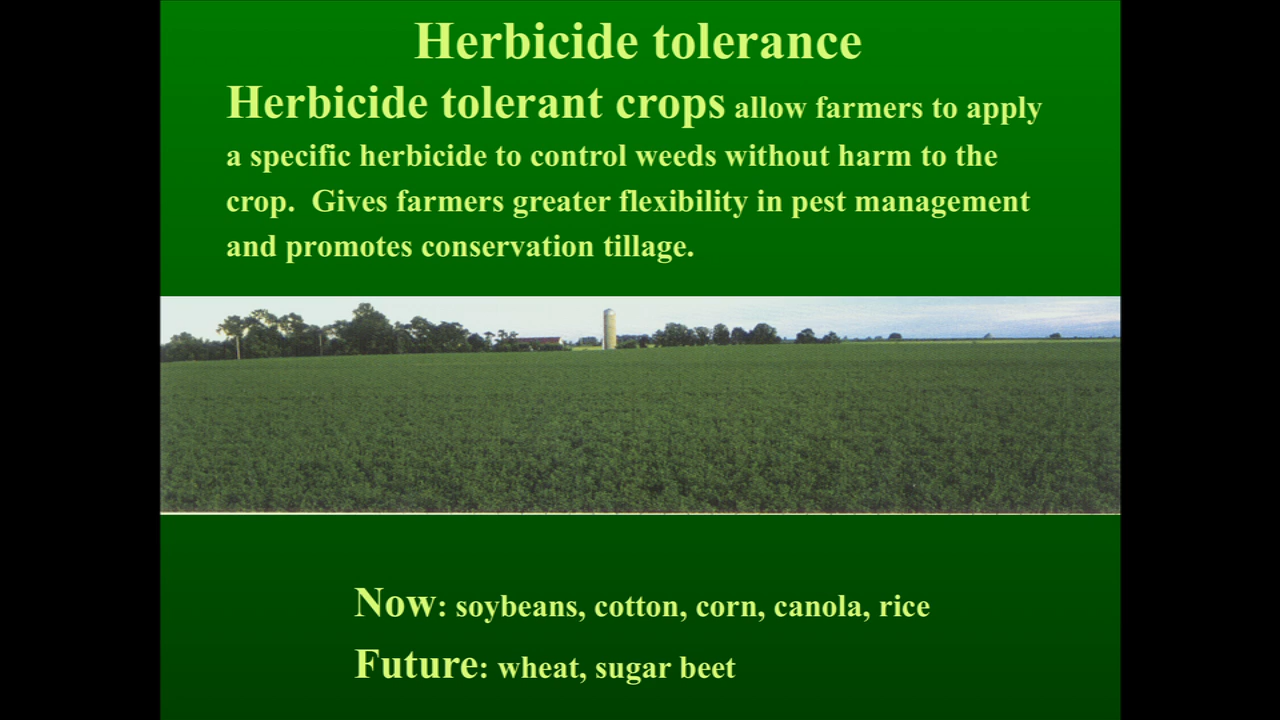 Herbicide tolerance
Herbicide tolerant crops allow farmers to apply
a specific herbicide to control weeds without harm to the
crop.  Gives farmers greater flexibility in pest management
and promotes conservation tillage.
Now: soybeans, cotton, corn, canola, rice
Future: wheat, sugar beet